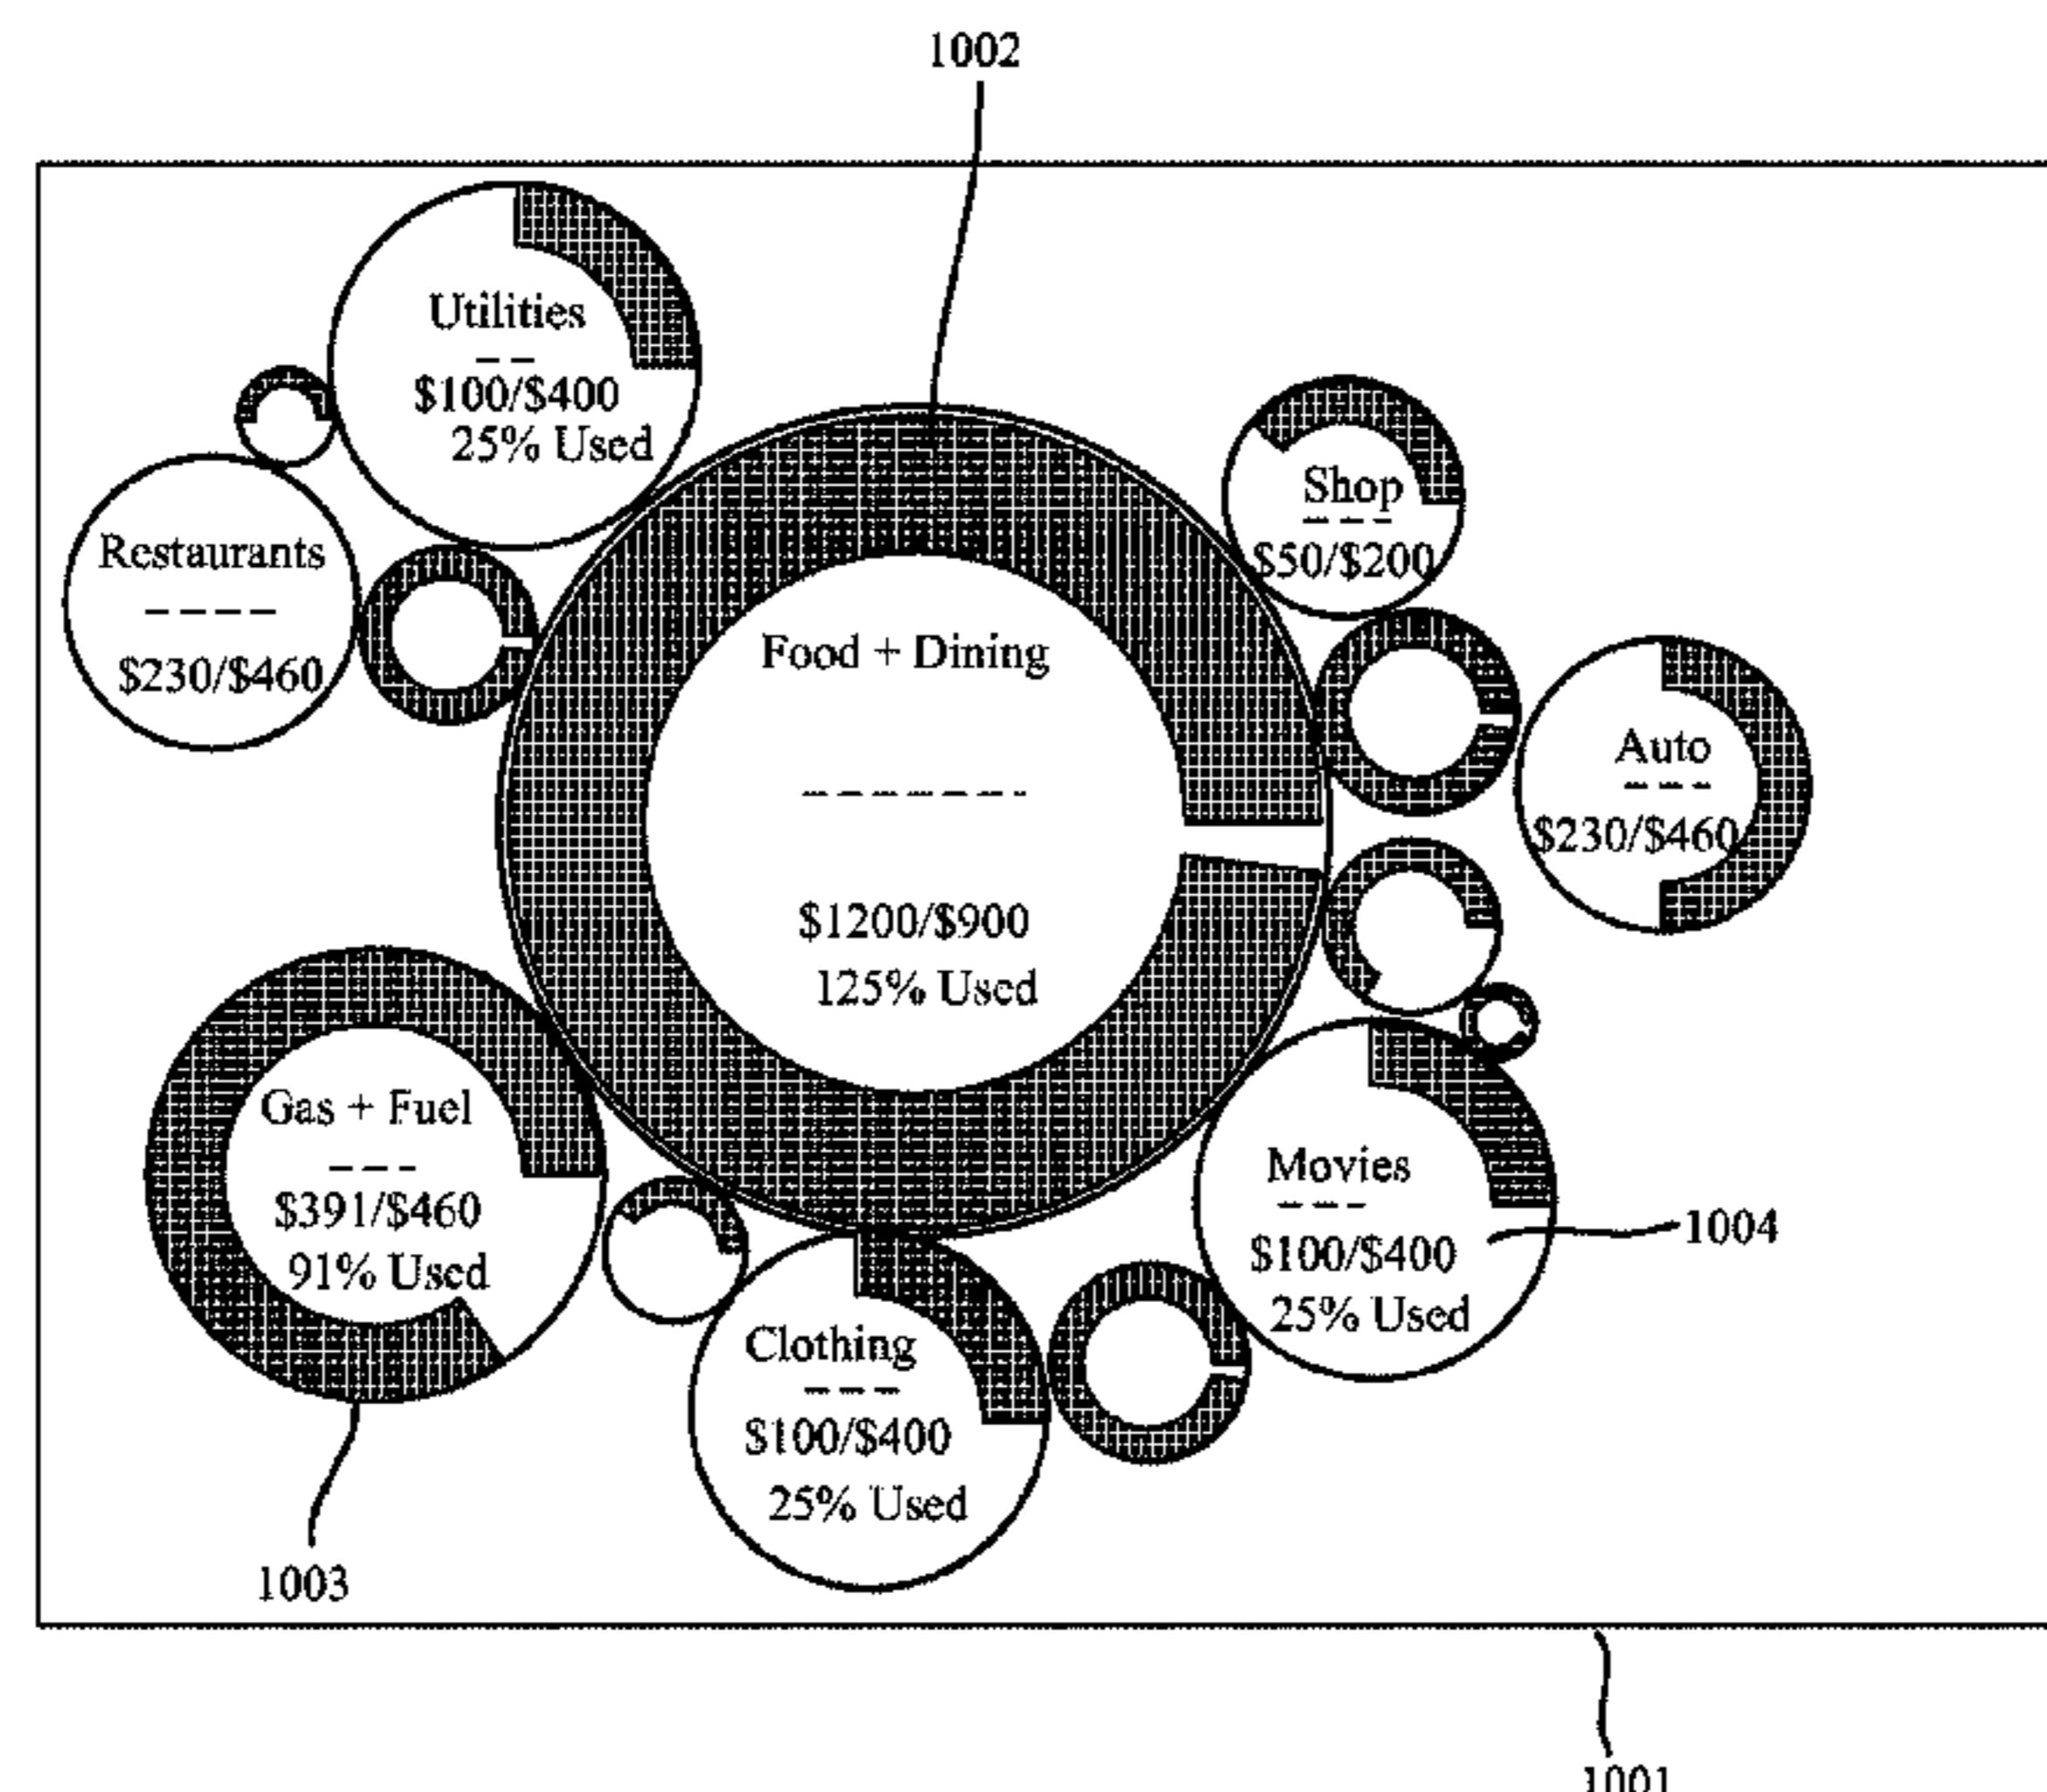 1002
Utilities
$100/$400
25% Used
Restaurants
$230/$460
Shop
$50/$200
Food + Dining
$1200/$900
125% Used
Auto
$230/$460
Gas + Fuel
$391/$460
91% Used
Movies
$100/$400
25% Used
1004
Clothing
$100/$400
25% Used
1003
1001